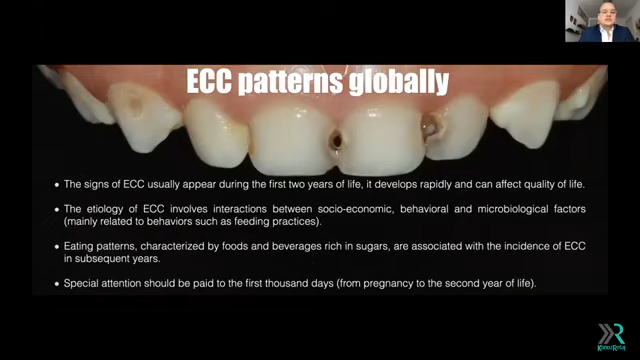 ECC patterns globally
• The signs of ECC usually appear during the first two years of life, it develops rapidly and can affect quality of life.
• The etiology of ECC involves interactions between socio-economic, behavioral and microbiological factors
(mainly related to behaviors such as feeding practices).
• Eating patterns, characterized by foods and beverages rich in sugars, are associated with the incidence of ECC
in subsequent years.
• Special attention should be paid to the first thousand days (from pregnancy to the second year of life).